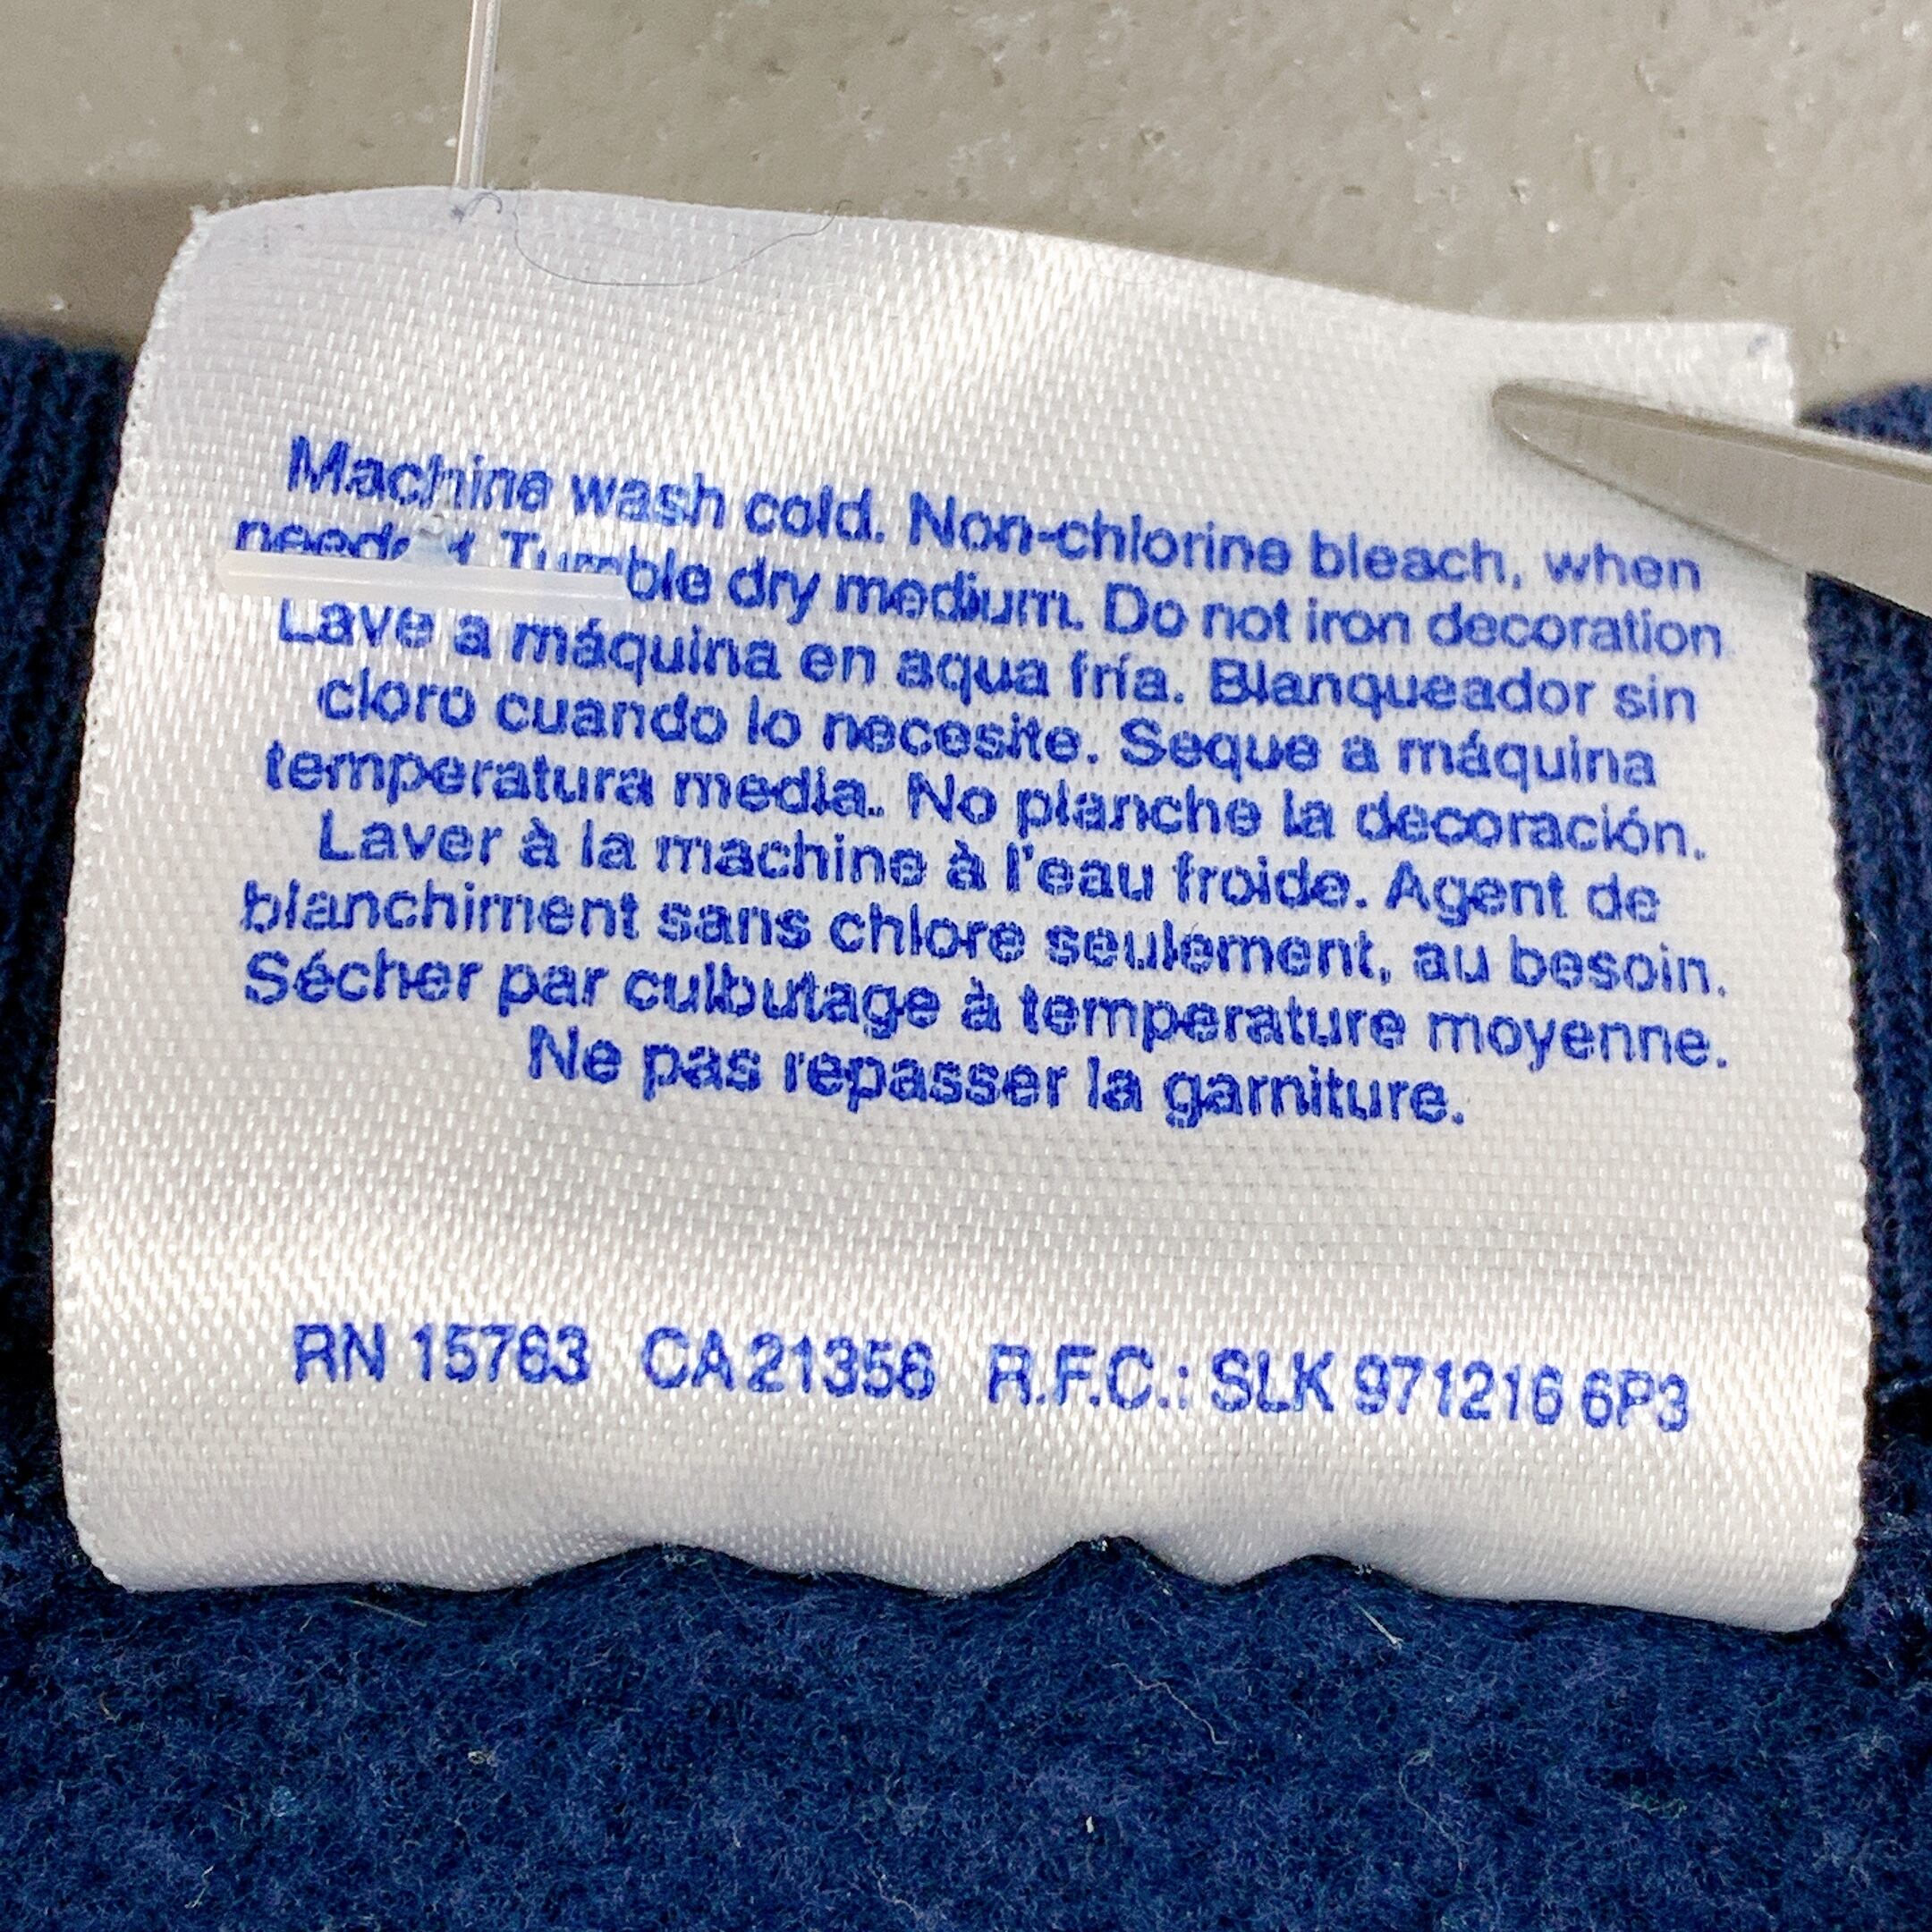 Machine wash cold. Non-chlorine bleach, when
needed. Tumble dry medium. Do not iron decoration
Lave a máquina en aqua fría. Blanqueador sin
cloro cuando lo necesite. Seque a máquina
temperatura media. No planche la decoración.
Laver à la machine à l'eau froide. Agent de
blanchiment sans chlore seulement, au besoin.
Sécher par culbutage à temperature moyenne.
Ne pas repasser la garniture.
RN 15763 CA 21356 R.F.C.: SLK 971216 6P3